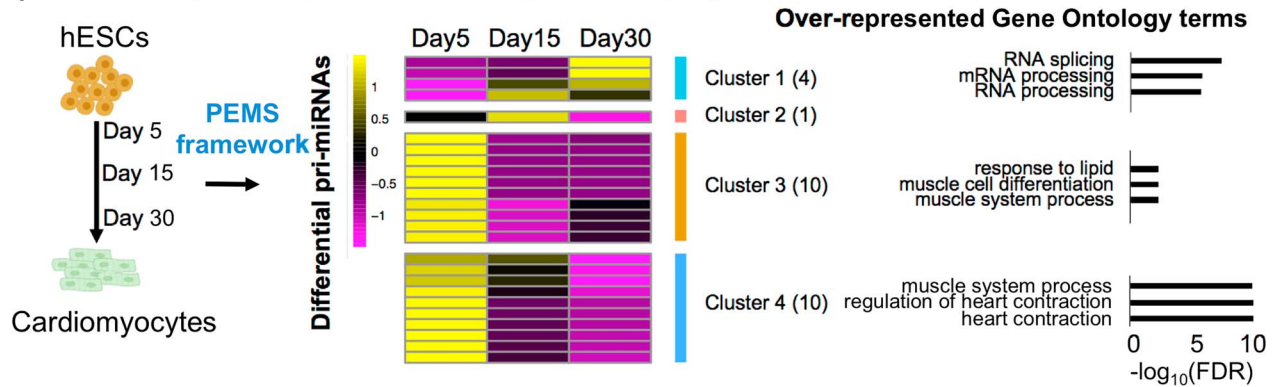 Over-represented Gene Ontology terms
hESCs
Day 5
Day 15
Day 30
Cardiomyocytes
PEMS
framework
Differential pri-miRNAs
1
0.5
0
−0.5
−1
Day5 Day15 Day30
Cluster 1 (4)
Cluster 2 (1)
Cluster 3 (10)
Cluster 4 (10)
RNA splicing
mRNA processing
RNA processing
response to lipid
muscle cell differentiation
muscle system process
muscle system process
regulation of heart contraction
heart contraction
0 5 10
-log10(FDR)